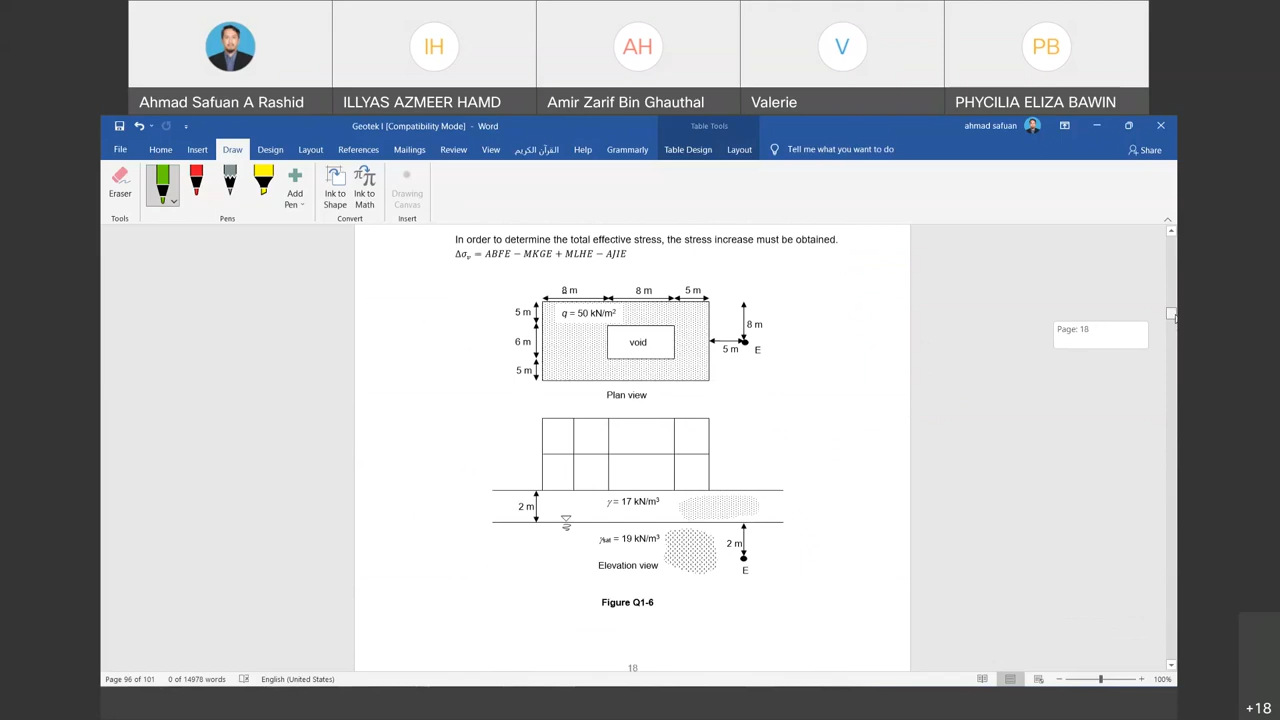 IH
AH
V
PB
Ahmad Safuan A Rashid
ILLYAS AZMEER HAMD
Amir Zarif Bin Ghauthal
Valerie
PHYCILIA ELIZA BAWIN
Geotek I [Compatibility Mode] - Word
Table Tools
ahmad safuan
File Home Insert Draw Design Layout References Mailings Review View القرآن الكريم Help Grammarly Table Design Layout Tell me what you want to do
Share
Eraser
Add Pen
Ink to Shape
Ink to Math
Drawing Canvas
Tools
Pens
Convert
Insert
In order to determine the total effective stress, the stress increase must be obtained.
Δσᵥ = ABFE − MKGE + MLHE − AJIE
8 m 8 m 5 m
5 m
q = 50 kN/m²
8 m
6 m
void
5 m
E
5 m
Plan view
2 m
γ = 17 kN/m³
γsat = 19 kN/m³
2 m
Elevation view
E
Figure Q1-6
18
Page: 18
Page 96 of 101
0 of 14978 words
English (United States)
100%
+18